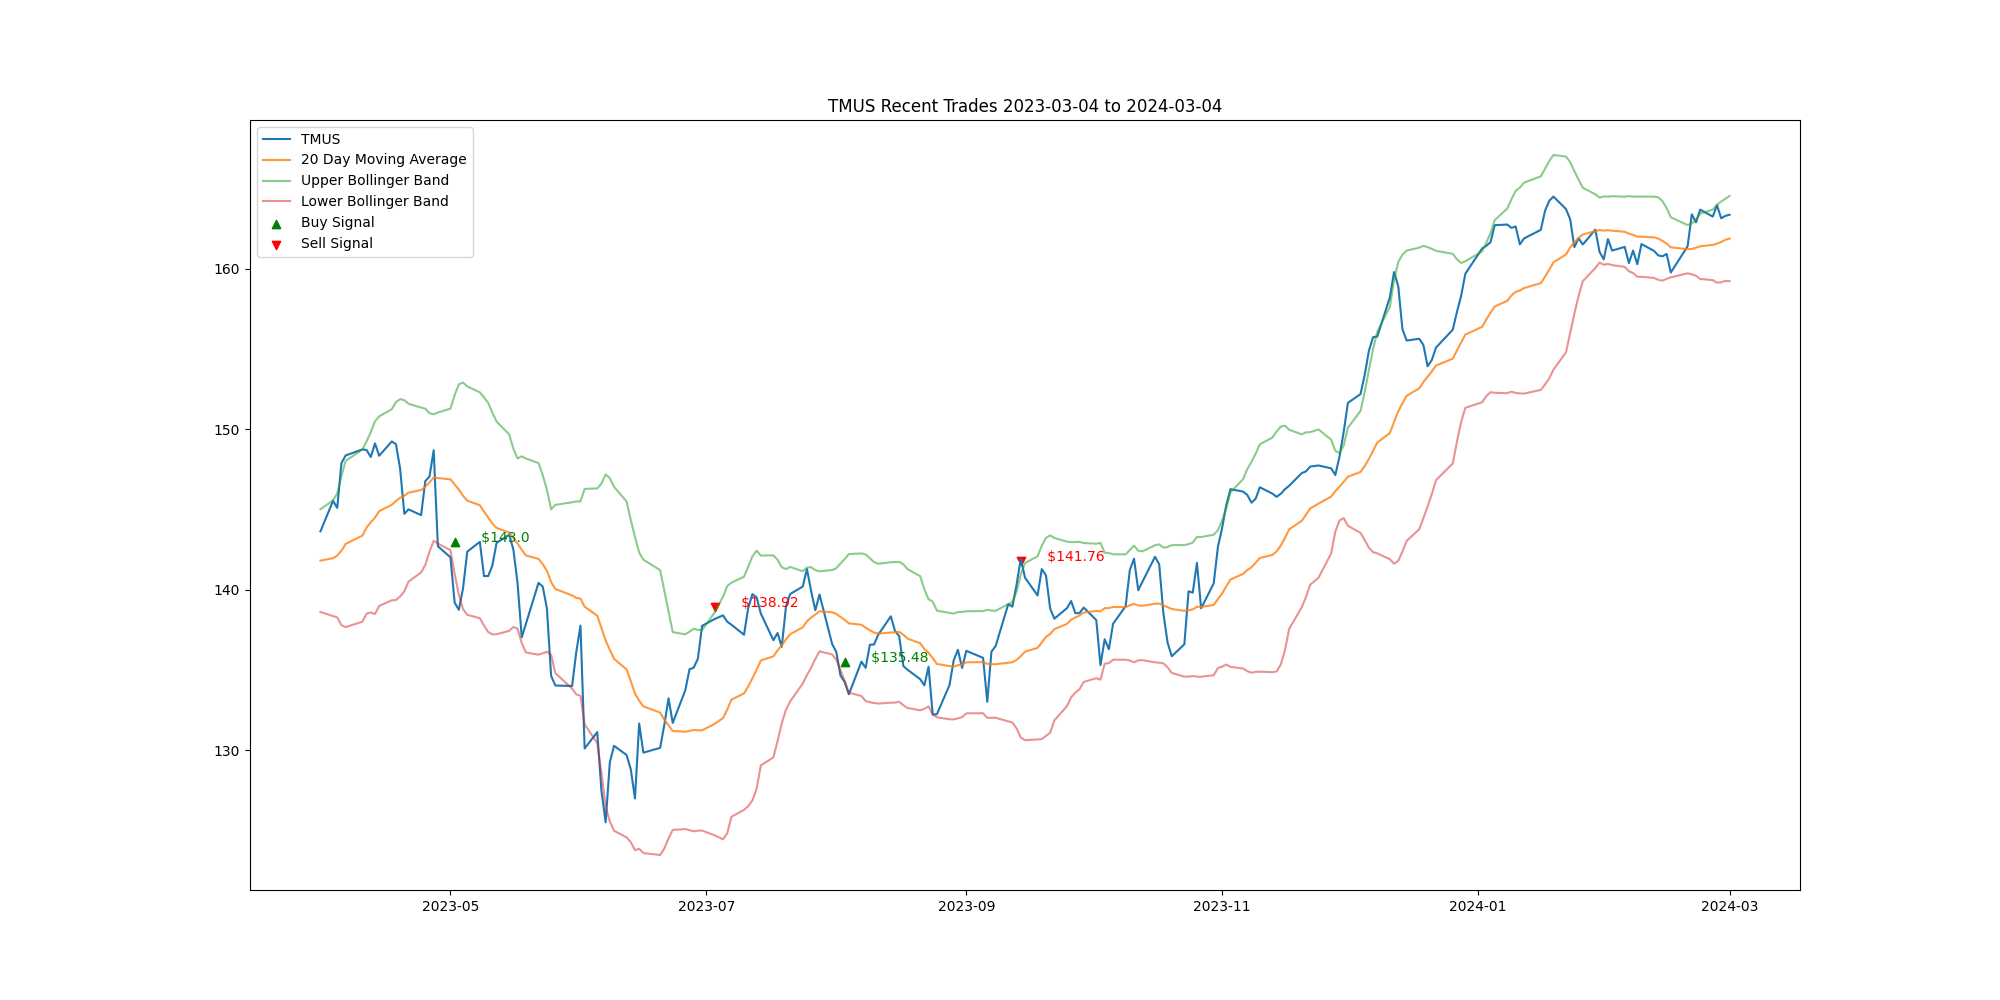 TMUS Recent Trades 2023-03-04 to 2024-03-04
TMUS
20 Day Moving Average
Upper Bollinger Band
Lower Bollinger Band
Buy Signal
Sell Signal
160
150
140
130
$143.0
$138.92
$135.48
$141.76
2023-05
2023-07
2023-09
2023-11
2024-01
2024-03